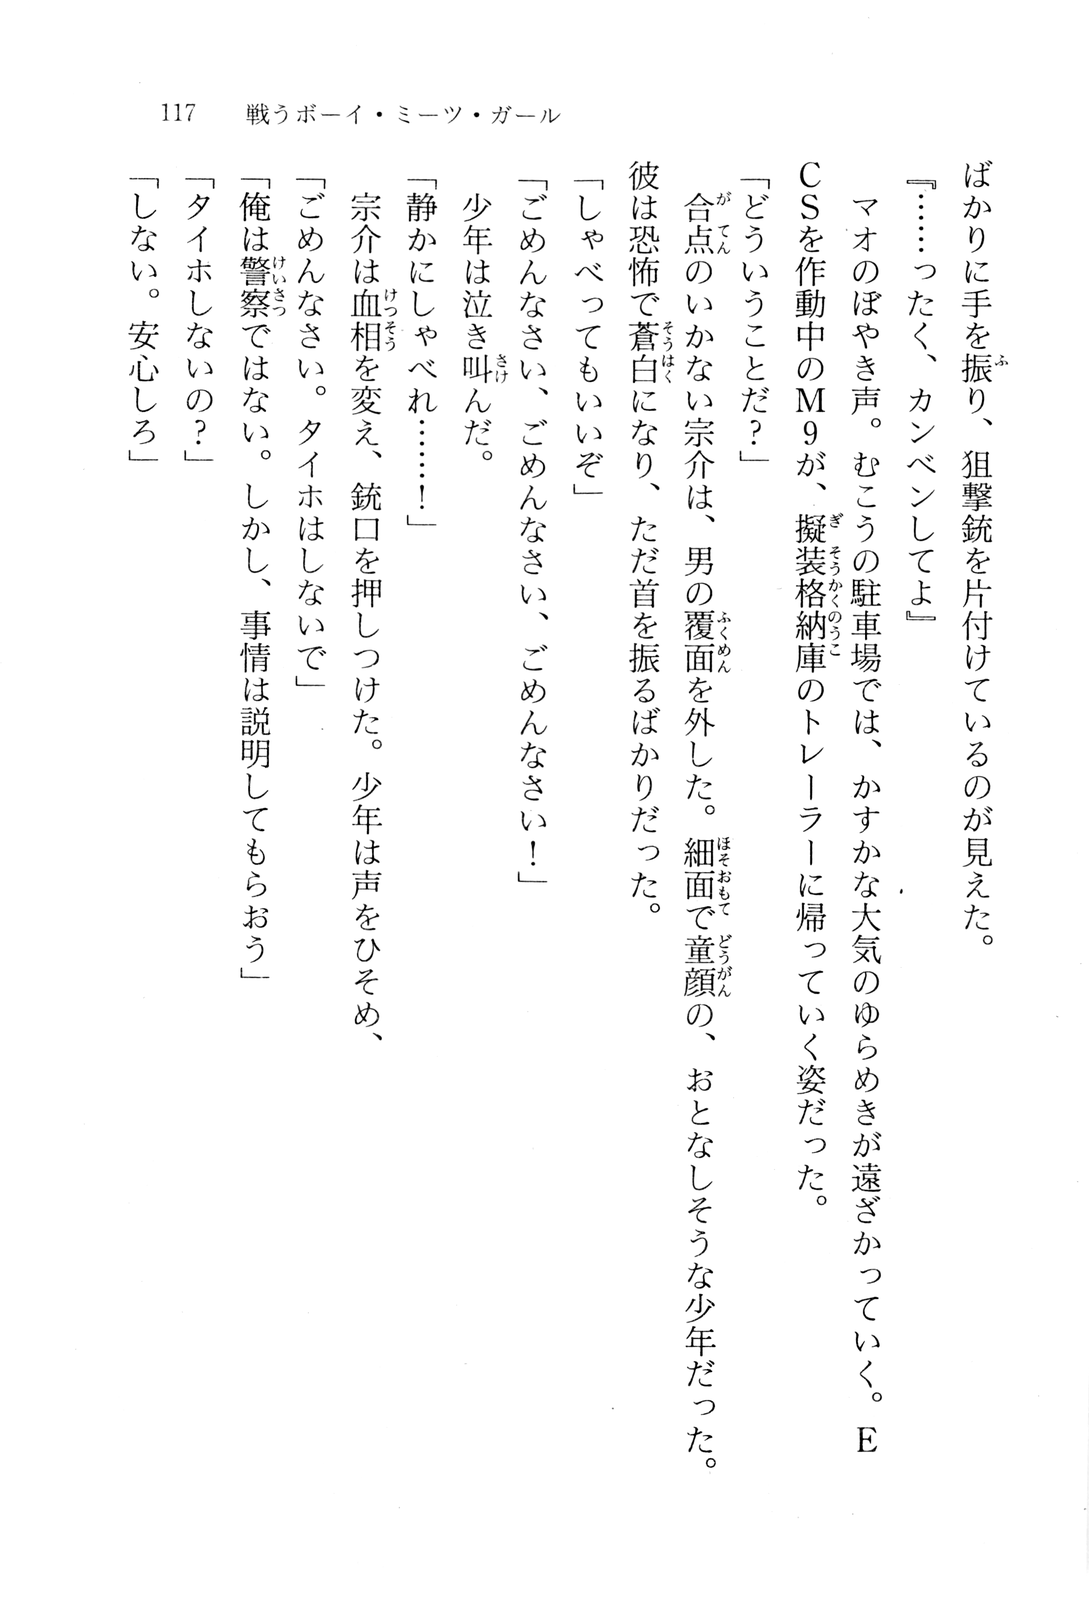 117　戦うボーイ・ミーツ・ガール
ばかりに手を振り、狙撃銃を片付けているのが見えた。
『……ったく、カンベンしてよ』
　マオのぼやき声。むこうの駐車場では、かすかな大気のゆらめきが遠ざかっていく。E
CSを作動中のM9が、擬装格納庫のトレーラーに帰っていく姿だった。
「どういうことだ？」
　合点のいかない宗介は、男の覆面を外した。細面で童顔の、おとなしそうな少年だった。
彼は恐怖で蒼白になり、ただ首を振るばかりだった。
「しゃべってもいいぞ」
「ごめんなさい、ごめんなさい、ごめんなさい！」
　少年は泣き叫んだ。
「静かにしゃべれ……！」
　宗介は血相を変え、銃口を押しつけた。少年は声をひそめ、
「ごめんなさい。タイホはしないで」
「俺は警察ではない。しかし、事情は説明してもらおう」
「タイホしないの？」
「しない。安心しろ」